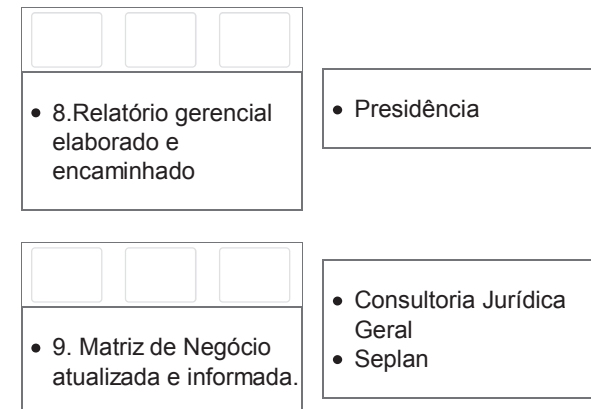 • 8.Relatório gerencial
elaborado e
encaminhado
• Presidência
• 9. Matriz de Negócio
atualizada e informada.
• Consultoria Jurídica
Geral
• Seplan